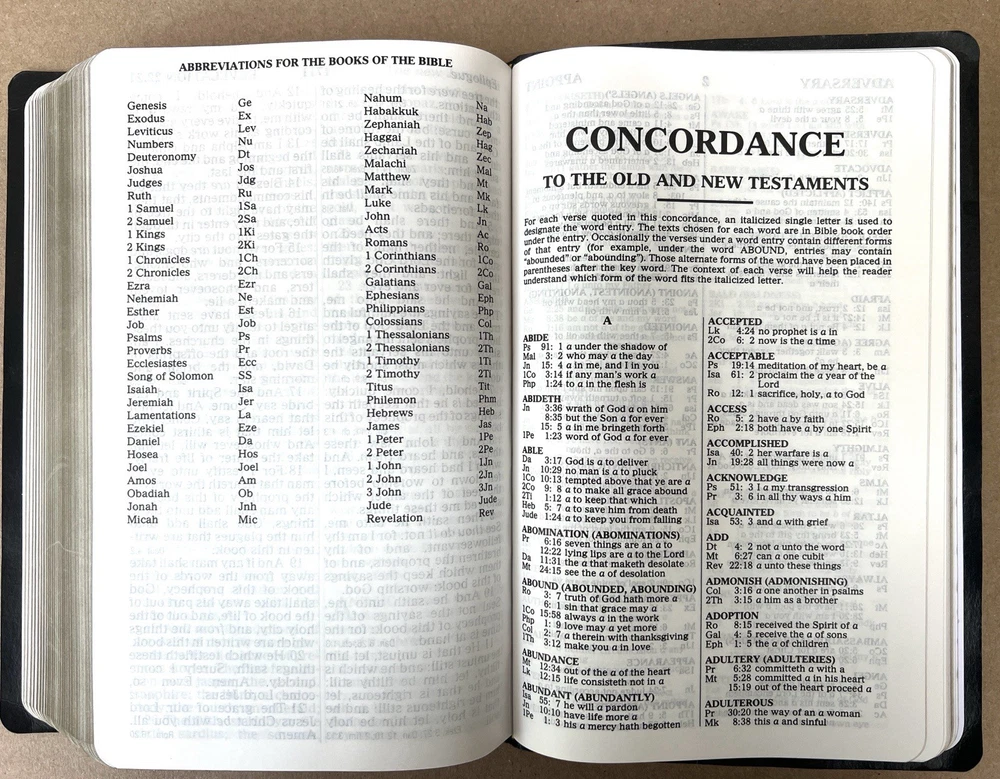 ABBREVIATIONS FOR THE BOOKS OF THE BIBLE
Genesis Ge
Exodus Ex
Leviticus Lev
Numbers Nu
Deuteronomy Dt
Joshua Jos
Judges Jdg
Ruth Ru
1 Samuel 1Sa
2 Samuel 2Sa
1 Kings 1Ki
2 Kings 2Ki
1 Chronicles 1Ch
2 Chronicles 2Ch
Ezra Ezr
Nehemiah Ne
Esther Est
Job Job
Psalms Ps
Proverbs Pr
Ecclesiastes Ecc
Song of Solomon SS
Isaiah Isa
Jeremiah Jer
Lamentations La
Ezekiel Eze
Daniel Da
Hosea Hos
Joel Joel
Amos Am
Obadiah Ob
Jonah Jnh
Micah Mic
Nahum Na
Habakkuk Hab
Zephaniah Zep
Haggai Hag
Zechariah Zec
Malachi Mal
Matthew Mt
Mark Mk
Luke Lk
John Jn
Acts Ac
Romans Ro
1 Corinthians 1Co
2 Corinthians 2Co
Galatians Gal
Ephesians Eph
Philippians Php
Colossians Col
1 Thessalonians 1Th
2 Thessalonians 2Th
1 Timothy 1Ti
2 Timothy 2Ti
Titus Tit
Philemon Phm
Hebrews Heb
James Jas
1 Peter 1Pe
2 Peter 2Pe
1 John 1Jn
2 John 2Jn
3 John 3Jn
Jude Jude
Revelation Rev
CONCORDANCE
TO THE OLD AND NEW TESTAMENTS
For each verse quoted in this concordance, an italicized single letter is used to
designate the word entry. The texts chosen for each word are in Bible book order
under the entry. Occasionally the verses under a word entry contain different forms
of that entry (for example, under the word ABOUND, entries may contain
"abounded" or "abounding"). Those alternate forms of the word have been placed in
parentheses after the key word. The context of each verse will help the reader
understand which form of the word fits the italicized letter.
A
ABIDE
Ps 91: 1 a under the shadow of
Mal 3: 2 who may a the day
Jn 15: 4 a in me, and I in you
1Co 3:14 if any man's work a
Php 1:24 to a in the flesh is
ABIDETH
Jn 3:36 wrath of God a on him
8:35 but the Son a for ever
15: 5 a in me bringeth forth
1Pe 1:23 word of God a for ever
ABLE
Da 3:17 God is a to deliver
Jn 10:29 no man is a to pluck
1Co 10:13 tempted above that ye are a
2Co 9: 8 a to make all grace abound
2Ti 1:12 a to keep that which
Heb 5: 7 a to save him from death
Jude 1:24 a to keep you from falling
ABOMINATION (ABOMINATIONS)
Pr 6:16 seven things are an a to
12:22 lying lips are a to the Lord
Da 11:31 the a that maketh desolate
Mt 24:15 see the a of desolation
ABOUND (ABOUNDED, ABOUNDING)
Ro 3: 7 truth of God hath more a
6: 1 sin that grace may a
1Co 15:58 always a in the work
Php 1: 9 love may a yet more
Col 2: 7 a therein with thanksgiving
1Th 3:12 make you a in love
ABUNDANCE
Mt 12:34 out of the a of the heart
Lk 12:15 life consisteth not in a
ABUNDANT (ABUNDANTLY)
Isa 55: 7 he will a pardon
Jn 10:10 have life more a
1Pe 1: 3 his a mercy hath begotten
ACCEPTED
Lk 4:24 no prophet is a in
2Co 6: 2 now is the a time
ACCEPTABLE
Ps 19:14 meditation of my heart, be a
Isa 61: 2 proclaim the a year of the
Lord
Ro 12: 1 sacrifice, holy, a to God
ACCESS
Ro 5: 2 have a by faith
Eph 2:18 both have a by one Spirit
ACCOMPLISHED
Isa 40: 2 her warfare is a
Jn 19:28 all things were now a
ACKNOWLEDGE
Ps 51: 3 I a my transgression
Pr 3: 6 in all thy ways a him
ACQUAINTED
Isa 53: 3 and a with grief
ADD
Dt 4: 2 not a unto the word
Mt 6:27 can a one cubit
Rev 22:18 a unto these things
ADMONISH (ADMONISHING)
Col 3:16 a one another in psalms
2Th 3:15 a him as a brother
ADOPTION
Ro 8:15 received the Spirit of a
Gal 4: 5 receive the a of sons
Eph 1: 5 the a of children
ADULTERY (ADULTERIES)
Pr 6:32 committeth a with a
Mt 5:28 committed a in his heart
15:19 out of the heart proceed a
ADULTEROUS
Pr 30:20 the way of an a woman
Mk 8:38 this a and sinful